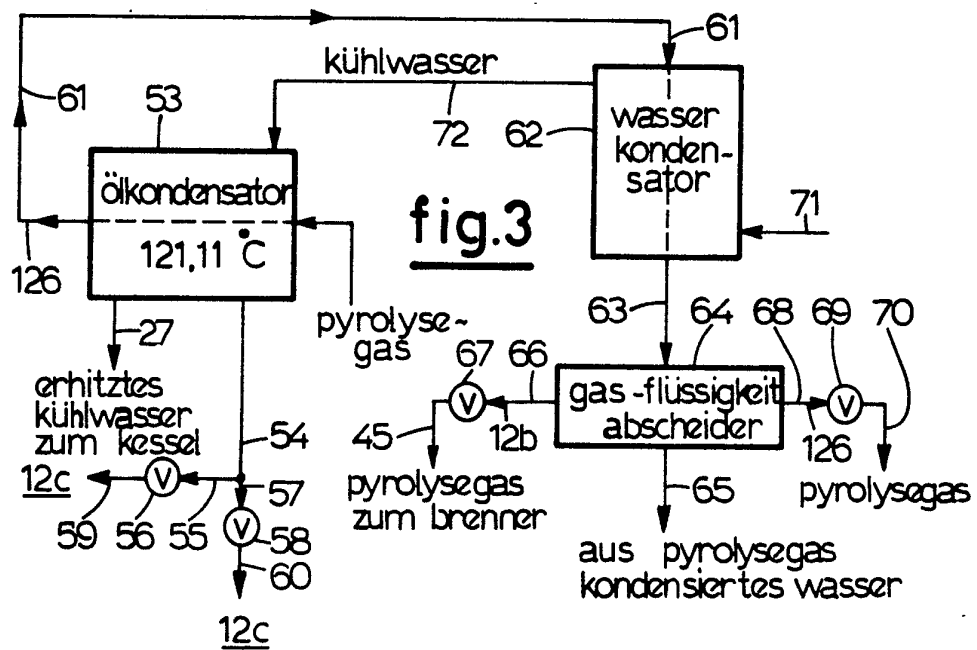 61
kühlwasser
61
53
72
62
wasser
konden-
sator
ölkondensator
121,11 °C
fig.3
71
126
27
pyrolyse-
gas
63
64
68
69
70
67
66
erhitztes
kühlwasser
zum kessel
54
gas-flüssigkeit
abscheider
V
V
45
12b
126
12c
V
57
65
pyrolysegas
zum brenner
pyrolysegas
59
56
55
V
58
60
aus pyrolysegas
kondensiertes wasser
12c